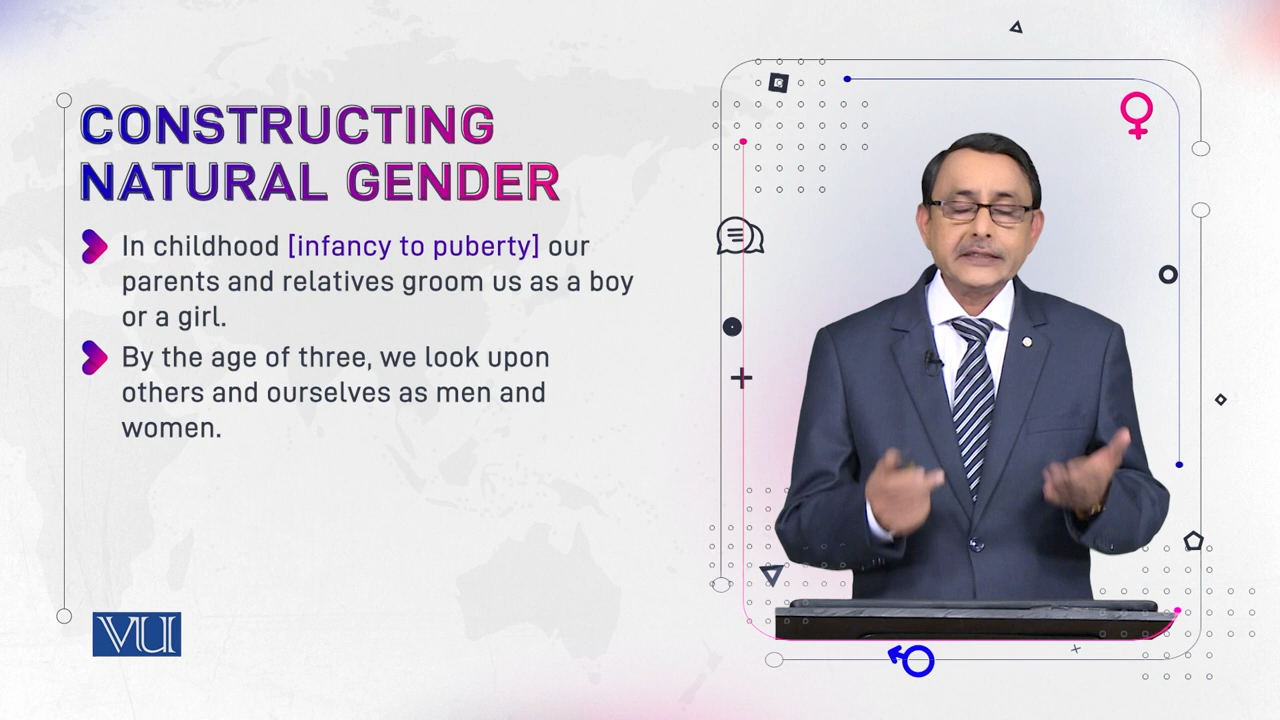 CONSTRUCTING
NATURAL GENDER
In childhood [infancy to puberty] our
parents and relatives groom us as a boy
or a girl.
By the age of three, we look upon
others and ourselves as men and
women.
VU